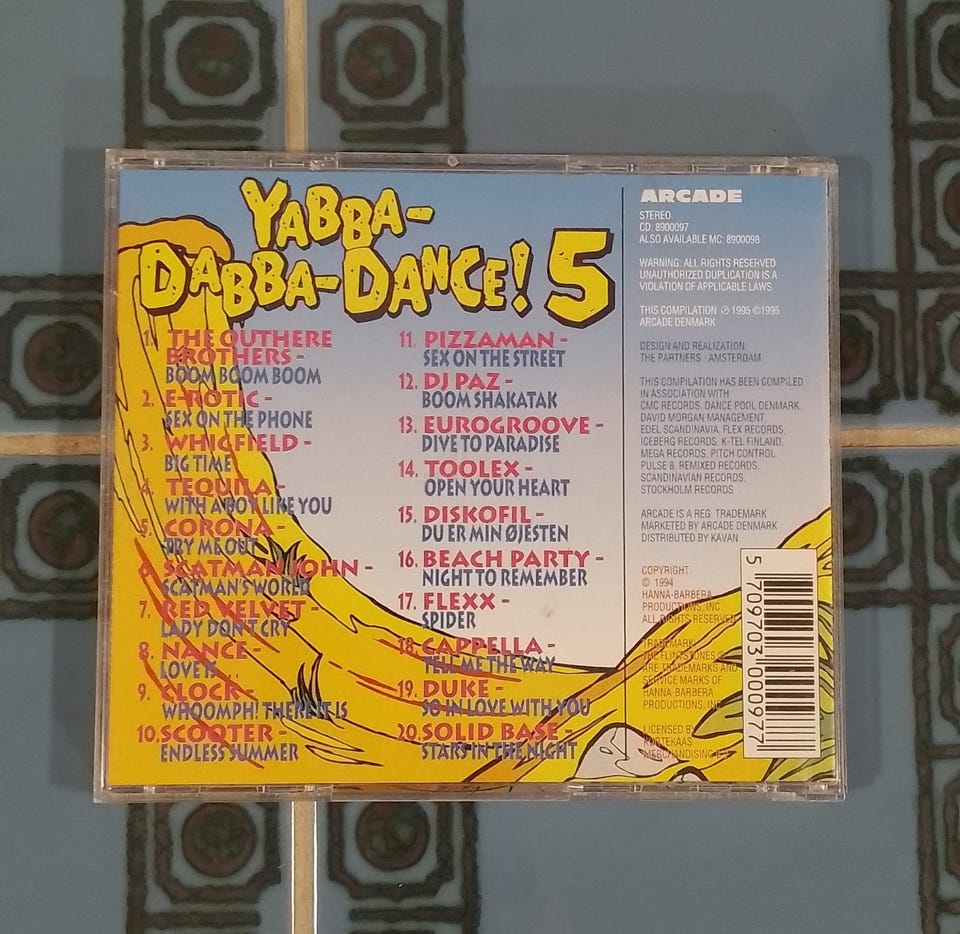 YABBA-
DABBA-DANCE! 5
1. THE OUTHERE
BROTHERS -
BOOM BOOM BOOM
2. E-ROTIC -
SEX ON THE PHONE
3. WHIGFIELD -
BIG TIME
4. TEQUILA -
WITH A BOY LIKE YOU
5. CORONA -
TRY ME OUT
6. SCATMAN JOHN -
SCATMAN'S WORLD
7. RED VELVET -
LADY DON'T CRY
8. NANCE -
LOVE IS . . .
9. CLOCK -
WHOOMPH! THERE IT IS
10. SCOOTER -
ENDLESS SUMMER
11. PIZZAMAN -
SEX ON THE STREET
12. DJ PAZ -
BOOM SHAKATAK
13. EUROGROOVE -
DIVE TO PARADISE
14. TOOLEX -
OPEN YOUR HEART
15. DISKOFIL -
DU ER MIN ØJESTEN
16. BEACH PARTY -
NIGHT TO REMEMBER
17. FLEXX -
SPIDER
18. CAPPELLA -
TELL ME THE WAY
19. DUKE -
SO IN LOVE WITH YOU
20. SOLID BASE -
STARS IN THE NIGHT
ARCADE
STEREO
CD: 8900097
ALSO AVAILABLE MC: 8900098
WARNING: ALL RIGHTS RESERVED
UNAUTHORIZED DUPLICATION IS A
VIOLATION OF APPLICABLE LAWS
THIS COMPILATION ℗ 1995 ©1995
ARCADE DENMARK
DESIGN AND REALIZATION:
THE PARTNERS - AMSTERDAM
THIS COMPILATION HAS BEEN COMPILED
IN ASSOCIATION WITH
CMC RECORDS, DANCE POOL DENMARK,
DAVID MORGAN MANAGEMENT,
EDEL SCANDINAVIA, FLEX RECORDS,
ICEBERG RECORDS, K-TEL FINLAND,
MEGA RECORDS, PITCH CONTROL,
PULSE 8, REMIXED RECORDS,
SCANDINAVIAN RECORDS,
STOCKHOLM RECORDS
ARCADE IS A REG. TRADEMARK
MARKETED BY ARCADE DENMARK
DISTRIBUTED BY KAVAN
COPYRIGHT:
© 1994
HANNA-BARBERA
PRODUCTIONS, INC.
ALL RIGHTS RESERVED
TRADEMARK:
THE FLINTSTONES ®
ARE TRADEMARKS AND
SERVICE MARKS OF
HANNA-BARBERA
PRODUCTIONS, INC.
LICENSED BY
MERCHANDISING
5 709703 000977